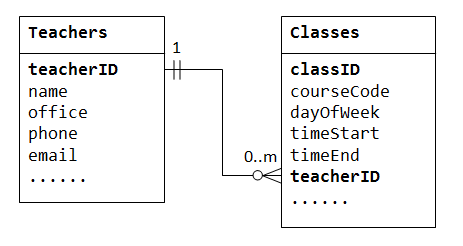 Teachers
teacherID
name
office
phone
email
......
1
0..m
Classes
classID
courseCode
dayOfWeek
timeStart
timeEnd
teacherID
......